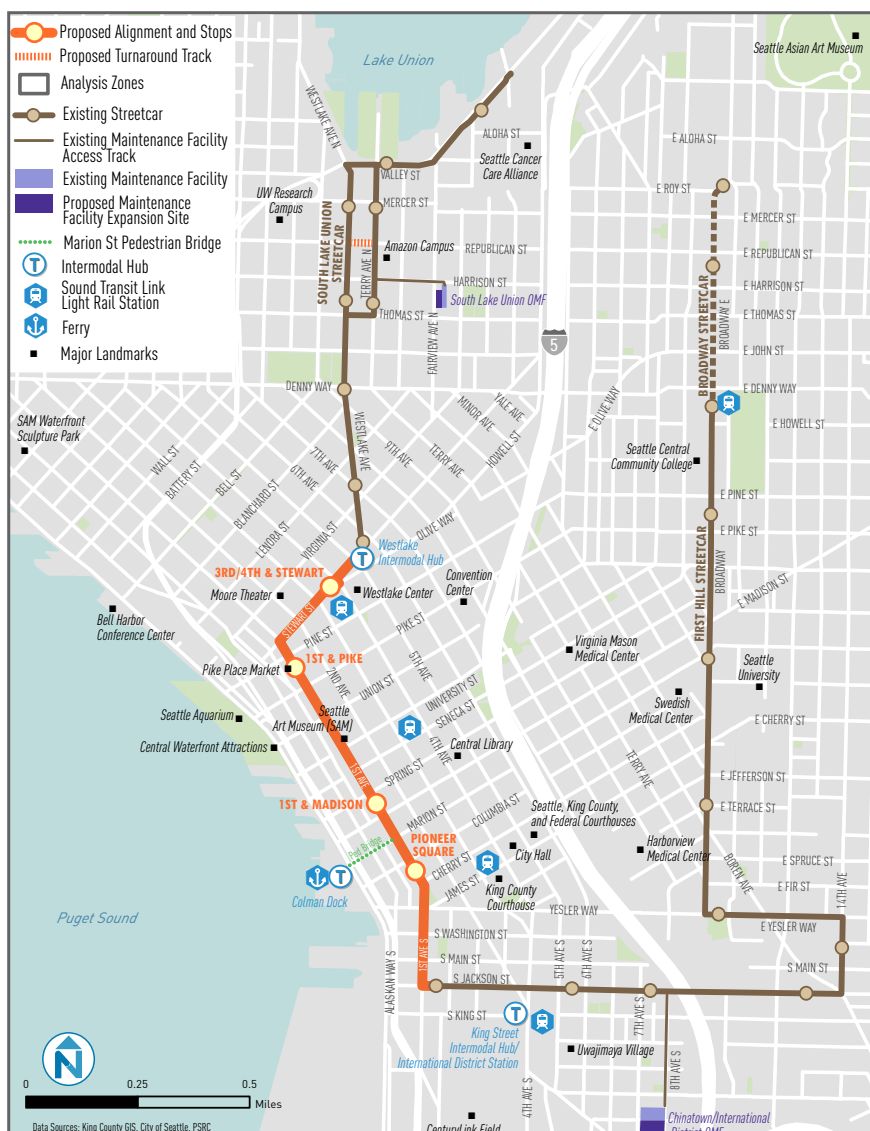 Proposed Alignment and Stops
Proposed Turnaround Track
Analysis Zones
Existing Streetcar
Existing Maintenance Facility
Access Track
Existing Maintenance Facility
Proposed Maintenance
Facility Expansion Site
Marion St Pedestrian Bridge
T
Intermodal Hub
Sound Transit Link
Light Rail Station
Ferry
Major Landmarks
Lake Union
Seattle Asian Art Museum
WESTLAKE AVE N
ALOHA ST
Seattle Cancer
Care Alliance
E ALOHA ST
VALLEY ST
UW Research
Campus
MERCER ST
E ROY ST
E MERCER ST
SOUTH LAKE UNION
STREETCAR
TERRY AVE N
Amazon Campus
REPUBLICAN ST
E REPUBLICAN ST
HARRISON ST
South Lake Union OMF
E HARRISON ST
THOMAS ST
FAIRVIEW AVE N
BROADWAY STREETCAR
BROADWAY E
E THOMAS ST
5
E JOHN ST
DENNY WAY
E DENNY WAY
YALE AVE
MINOR AVE
E OLIVE WAY
SAM Waterfront
Sculpture Park
WESTLAKE AVE
HOWELL ST
E HOWELL ST
WALL ST
BATTERY ST
BELL ST
BLANCHARD ST
7TH AVE
6TH AVE
9TH AVE
TERRY AVE
Seattle Central
Community College
E PINE ST
LENORA ST
VIRGINIA ST
OLIVE WAY
E PIKE ST
T
Westlake
Intermodal Hub
3RD/4TH & STEWART
Westlake Center
Convention
Center
FIRST HILL STREETCAR
BROADWAY
E MADISON ST
Moore Theater
Bell Harbor
Conference Center
STEWART ST
PINE ST
PIKE ST
1ST & PIKE
Pike Place Market
2ND AVE
5TH AVE
Virginia Mason
Medical Center
UNION ST
UNIVERSITY ST
SENECA ST
Seattle
University
Seattle Aquarium
Seattle
Art Museum (SAM)
Swedish
Medical Center
E CHERRY ST
Central Waterfront Attractions
4TH AVE
Central Library
1ST AVE
SPRING ST
TERRY AVE
E JEFFERSON ST
1ST & MADISON
MARION ST
COLUMBIA ST
Seattle, King County,
and Federal Courthouses
E TERRACE ST
PIONEER
SQUARE
Ped Bridge
CHERRY ST
City Hall
Harborview
Medical Center
BOREN AVE
E SPRUCE ST
T
Colman Dock
JAMES ST
King County
Courthouse
E FIR ST
14TH AVE
Puget Sound
YESLER WAY
E YESLER WAY
S WASHINGTON ST
1ST AVE S
S MAIN ST
5TH AVE S
6TH AVE S
S MAIN ST
ALASKAN WAY S
S JACKSON ST
S KING ST
T
7TH AVE S
King Street
Intermodal Hub/
International District Station
Uwajimaya Village
N
8TH AVE S
4TH AVE S
0
0.25
0.5
Miles
Data Sources: King County GIS, City of Seattle, PSRC
CenturyLink Field
Chinatown/International
District OMF